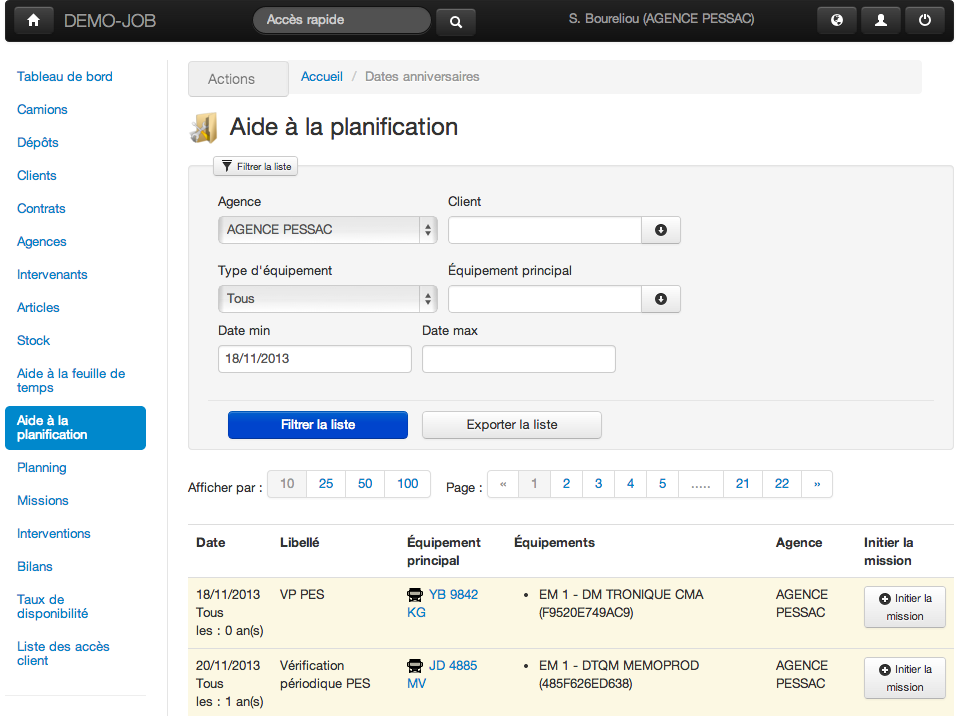 DEMO-JOB
Accès rapide
S. Boureliou (AGENCE PESSAC)
Tableau de bord
Camions
Dépôts
Clients
Contrats
Agences
Intervenants
Articles
Stock
Aide à la feuille de
temps
Aide à la
planification
Planning
Missions
Interventions
Bilans
Taux de
disponibilité
Liste des accès
client
Actions
Accueil / Dates anniversaires
Aide à la planification
Filtrer la liste
Agence Client
AGENCE PESSAC
Type d'équipement Équipement principal
Tous
Date min Date max
18/11/2013
Filtrer la liste Exporter la liste
Afficher par : 10 25 50 100 Page : « 1 2 3 4 5 ..... 21 22 »
Date Libellé Équipement principal Équipements Agence Initier la mission
18/11/2013 VP PES YB 9842 • EM 1 - DM TRONIQUE CMA AGENCE Initier la
Tous KG (F9520E749AC9) PESSAC mission
les : 0 an(s)
20/11/2013 Vérification JD 4885 • EM 1 - DTQM MEMOPROD AGENCE Initier la
Tous périodique PES MV (485F626ED638) PESSAC mission
les : 1 an(s)